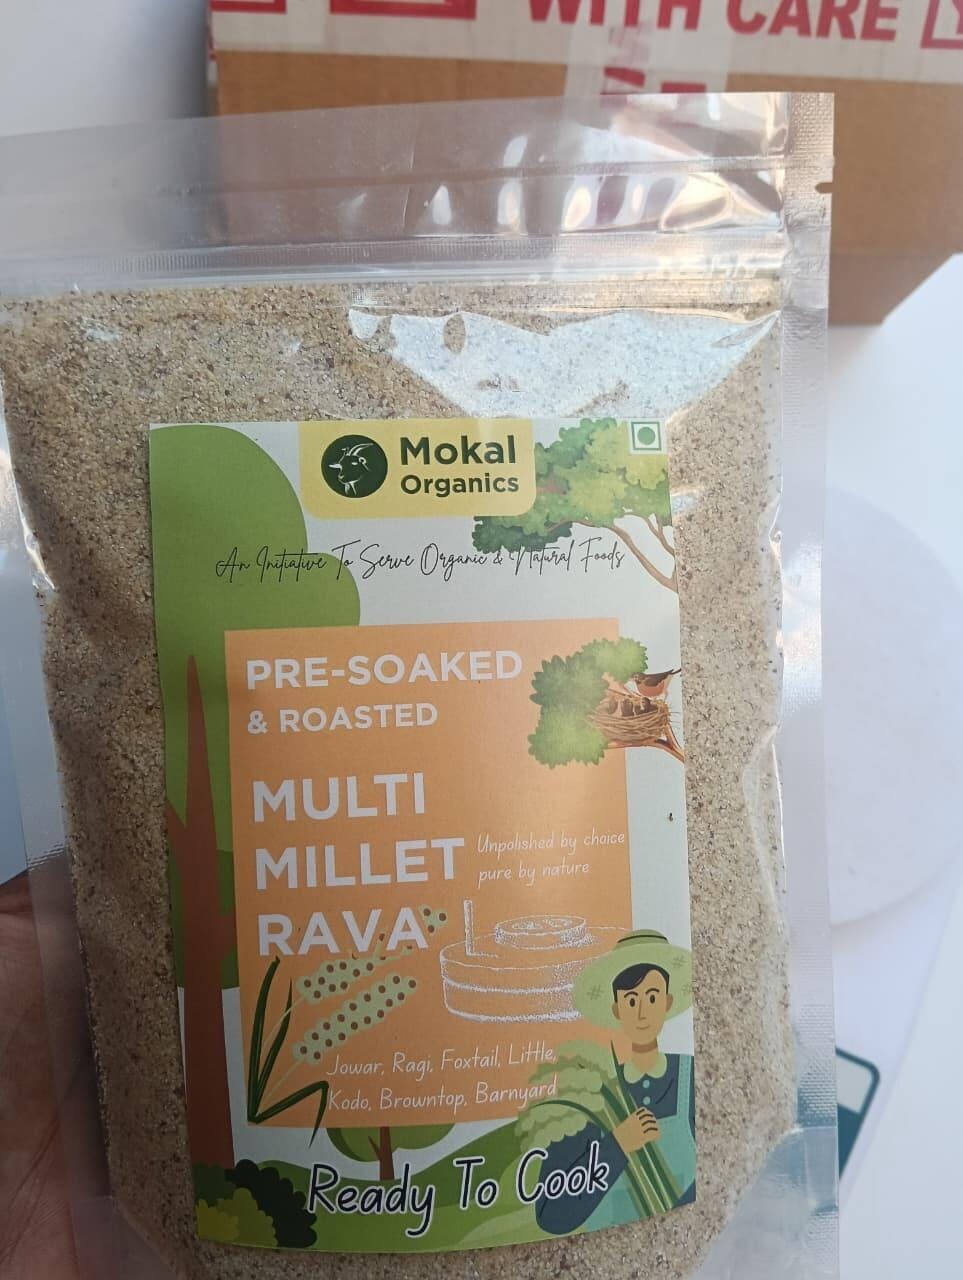 WITH CARE
Mokal
Organics
An Initiative To Serve Organic & Natural Foods
PRE-SOAKED
& ROASTED
MULTI
MILLET
RAVA
Unpolished by choice
pure by nature
Jowar, Ragi, Foxtail, Little,
Kodo, Browntop, Barnyard
Ready To Cook